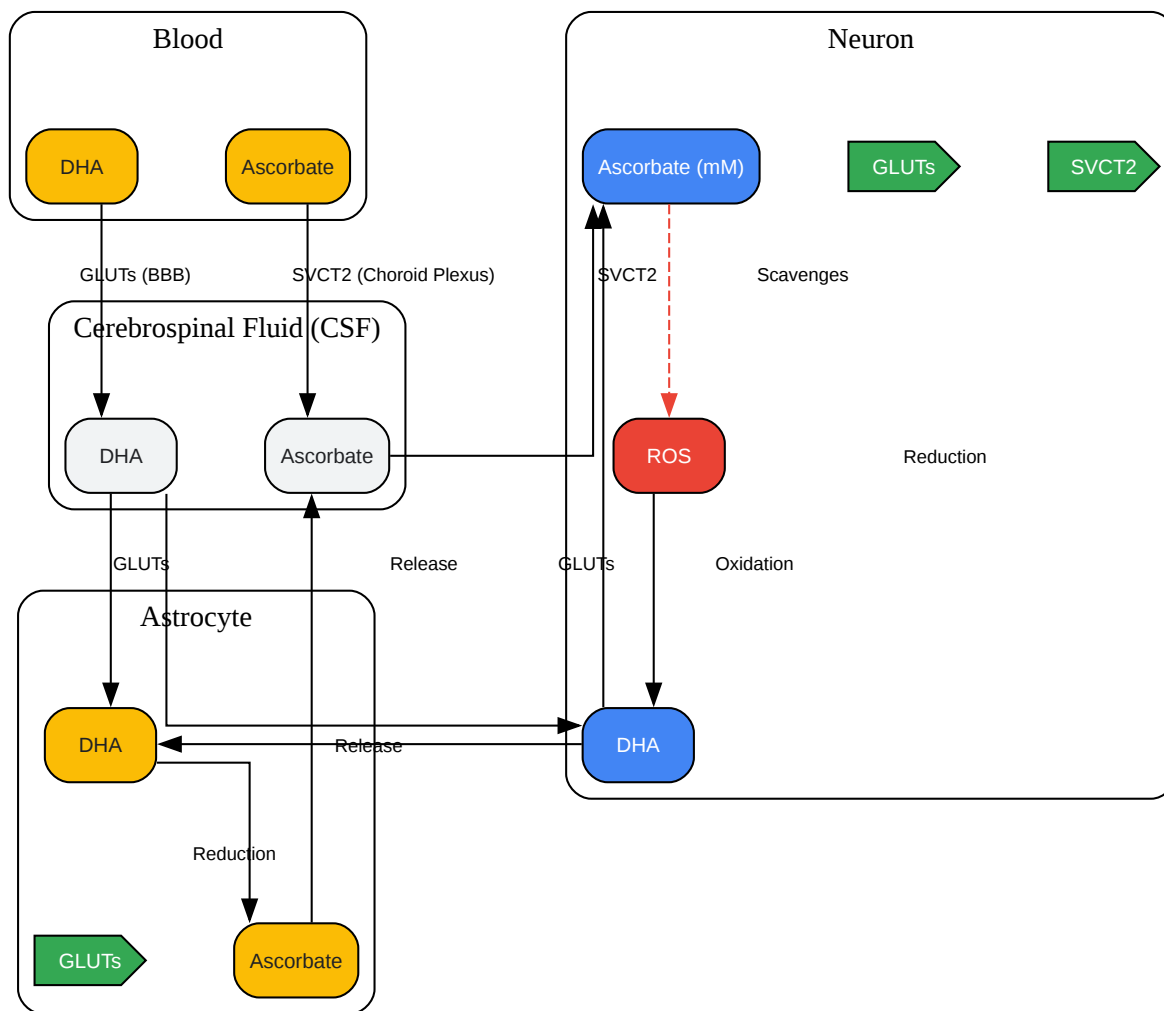 Blood
Neuron
DHA
Ascorbate
Ascorbate (mM)
GLUTs
SVCT2
GLUTs (BBB)
SVCT2 (Choroid Plexus)
SVCT2
Scavenges
Cerebrospinal Fluid (CSF)
DHA
Ascorbate
ROS
Reduction
GLUTs
Release
GLUTs
Oxidation
Astrocyte
DHA
Release
DHA
Reduction
GLUTs
Ascorbate